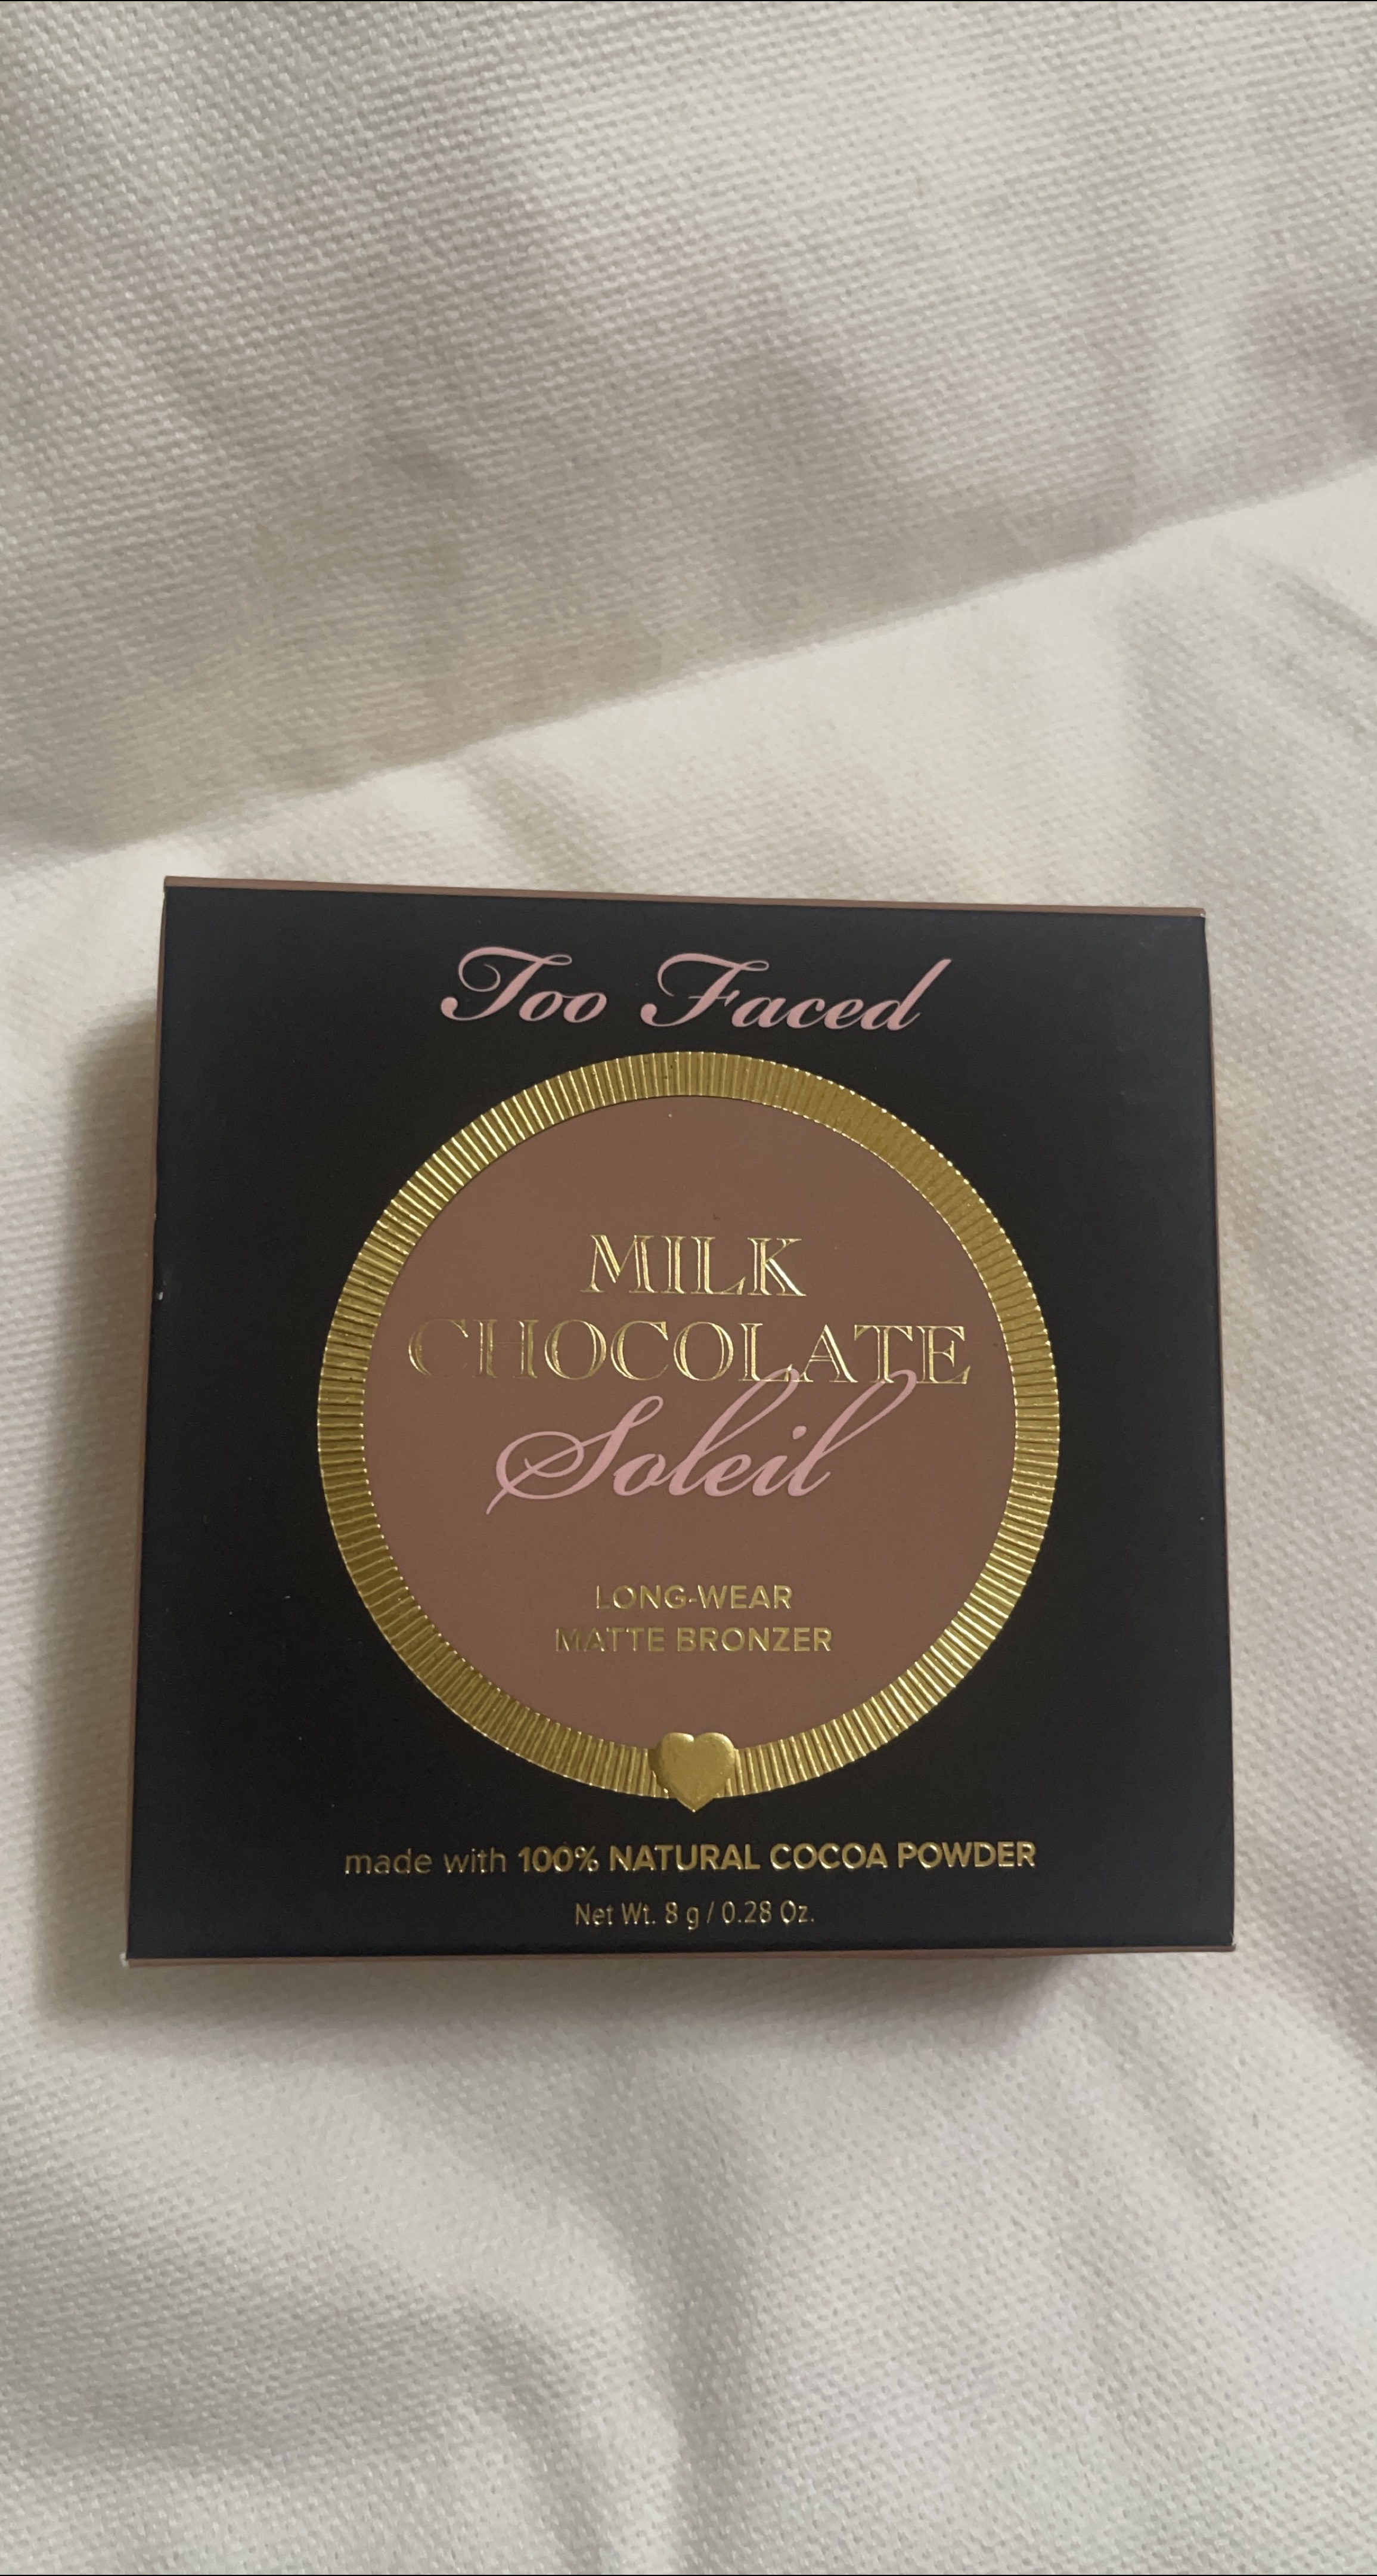 Too Faced
MILK
CHOCOLATE
Soleil
LONG-WEAR
MATTE BRONZER
made with 100% NATURAL COCOA POWDER
Net Wt. 8 g / 0.28 Oz.